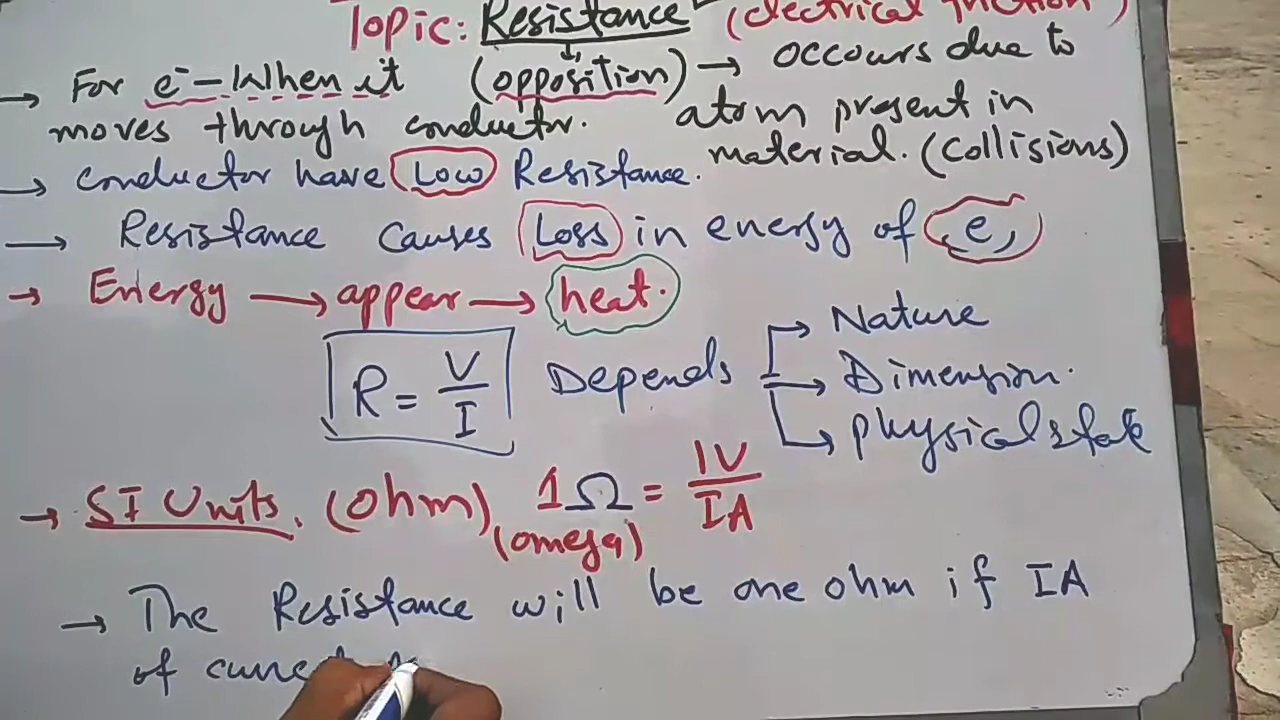 Topic: Resistance (electrical friction)
→ For e⁻ – When it (opposition) → occours due to
moves through conductor. atom present in
material. (collisions)
→ Conductor have Low Resistance.
→ Resistance causes Loss in energy of e,
→ Energy → appear → heat.
R = V/I Depends → Nature
→ Dimension.
→ physical state
→ SI Units. (ohm) 1Ω = 1V/1A
(omega)
→ The Resistance will be one ohm if 1A
of